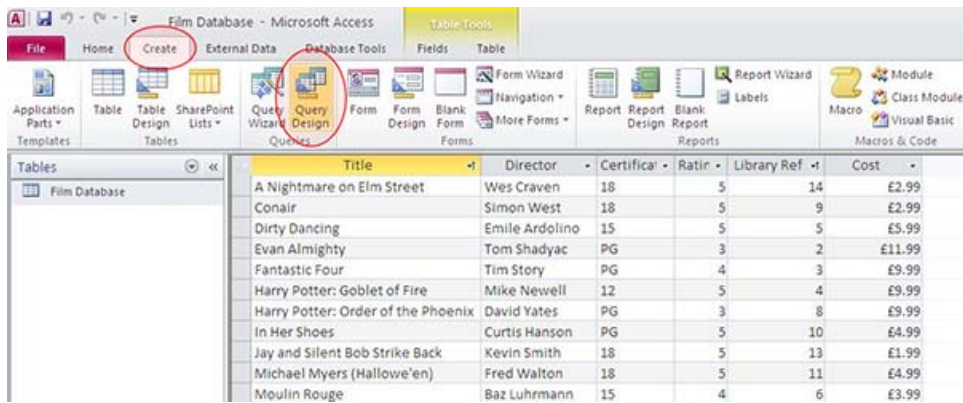 Film Database - Microsoft Access Table Tools
File Home Create External Data Database Tools Fields Table
Application Parts Table Table Design SharePoint Lists Query Wizard Query Design Form Form Design Blank Form Form Wizard Navigation More Forms Report Report Design Blank Report Report Wizard Labels Macro Module Class Module Visual Basic
Templates Tables Queries Forms Reports Macros & Code
Tables
Film Database
Title Director Certificat Ratin Library Ref Cost
A Nightmare on Elm Street Wes Craven 18 5 14 £2.99
Conair Simon West 18 5 9 £2.99
Dirty Dancing Emile Ardolino 15 5 5 £5.99
Evan Almighty Tom Shadyac PG 3 2 £11.99
Fantastic Four Tim Story PG 4 3 £9.99
Harry Potter: Goblet of Fire Mike Newell 12 5 4 £9.99
Harry Potter: Order of the Phoenix David Yates PG 3 8 £9.99
In Her Shoes Curtis Hanson PG 5 10 £4.99
Jay and Silent Bob Strike Back Kevin Smith 18 5 13 £1.99
Michael Myers (Hallowe'en) Fred Walton 18 5 11 £4.99
Moulin Rouge Baz Luhrmann 15 4 6 £3.99